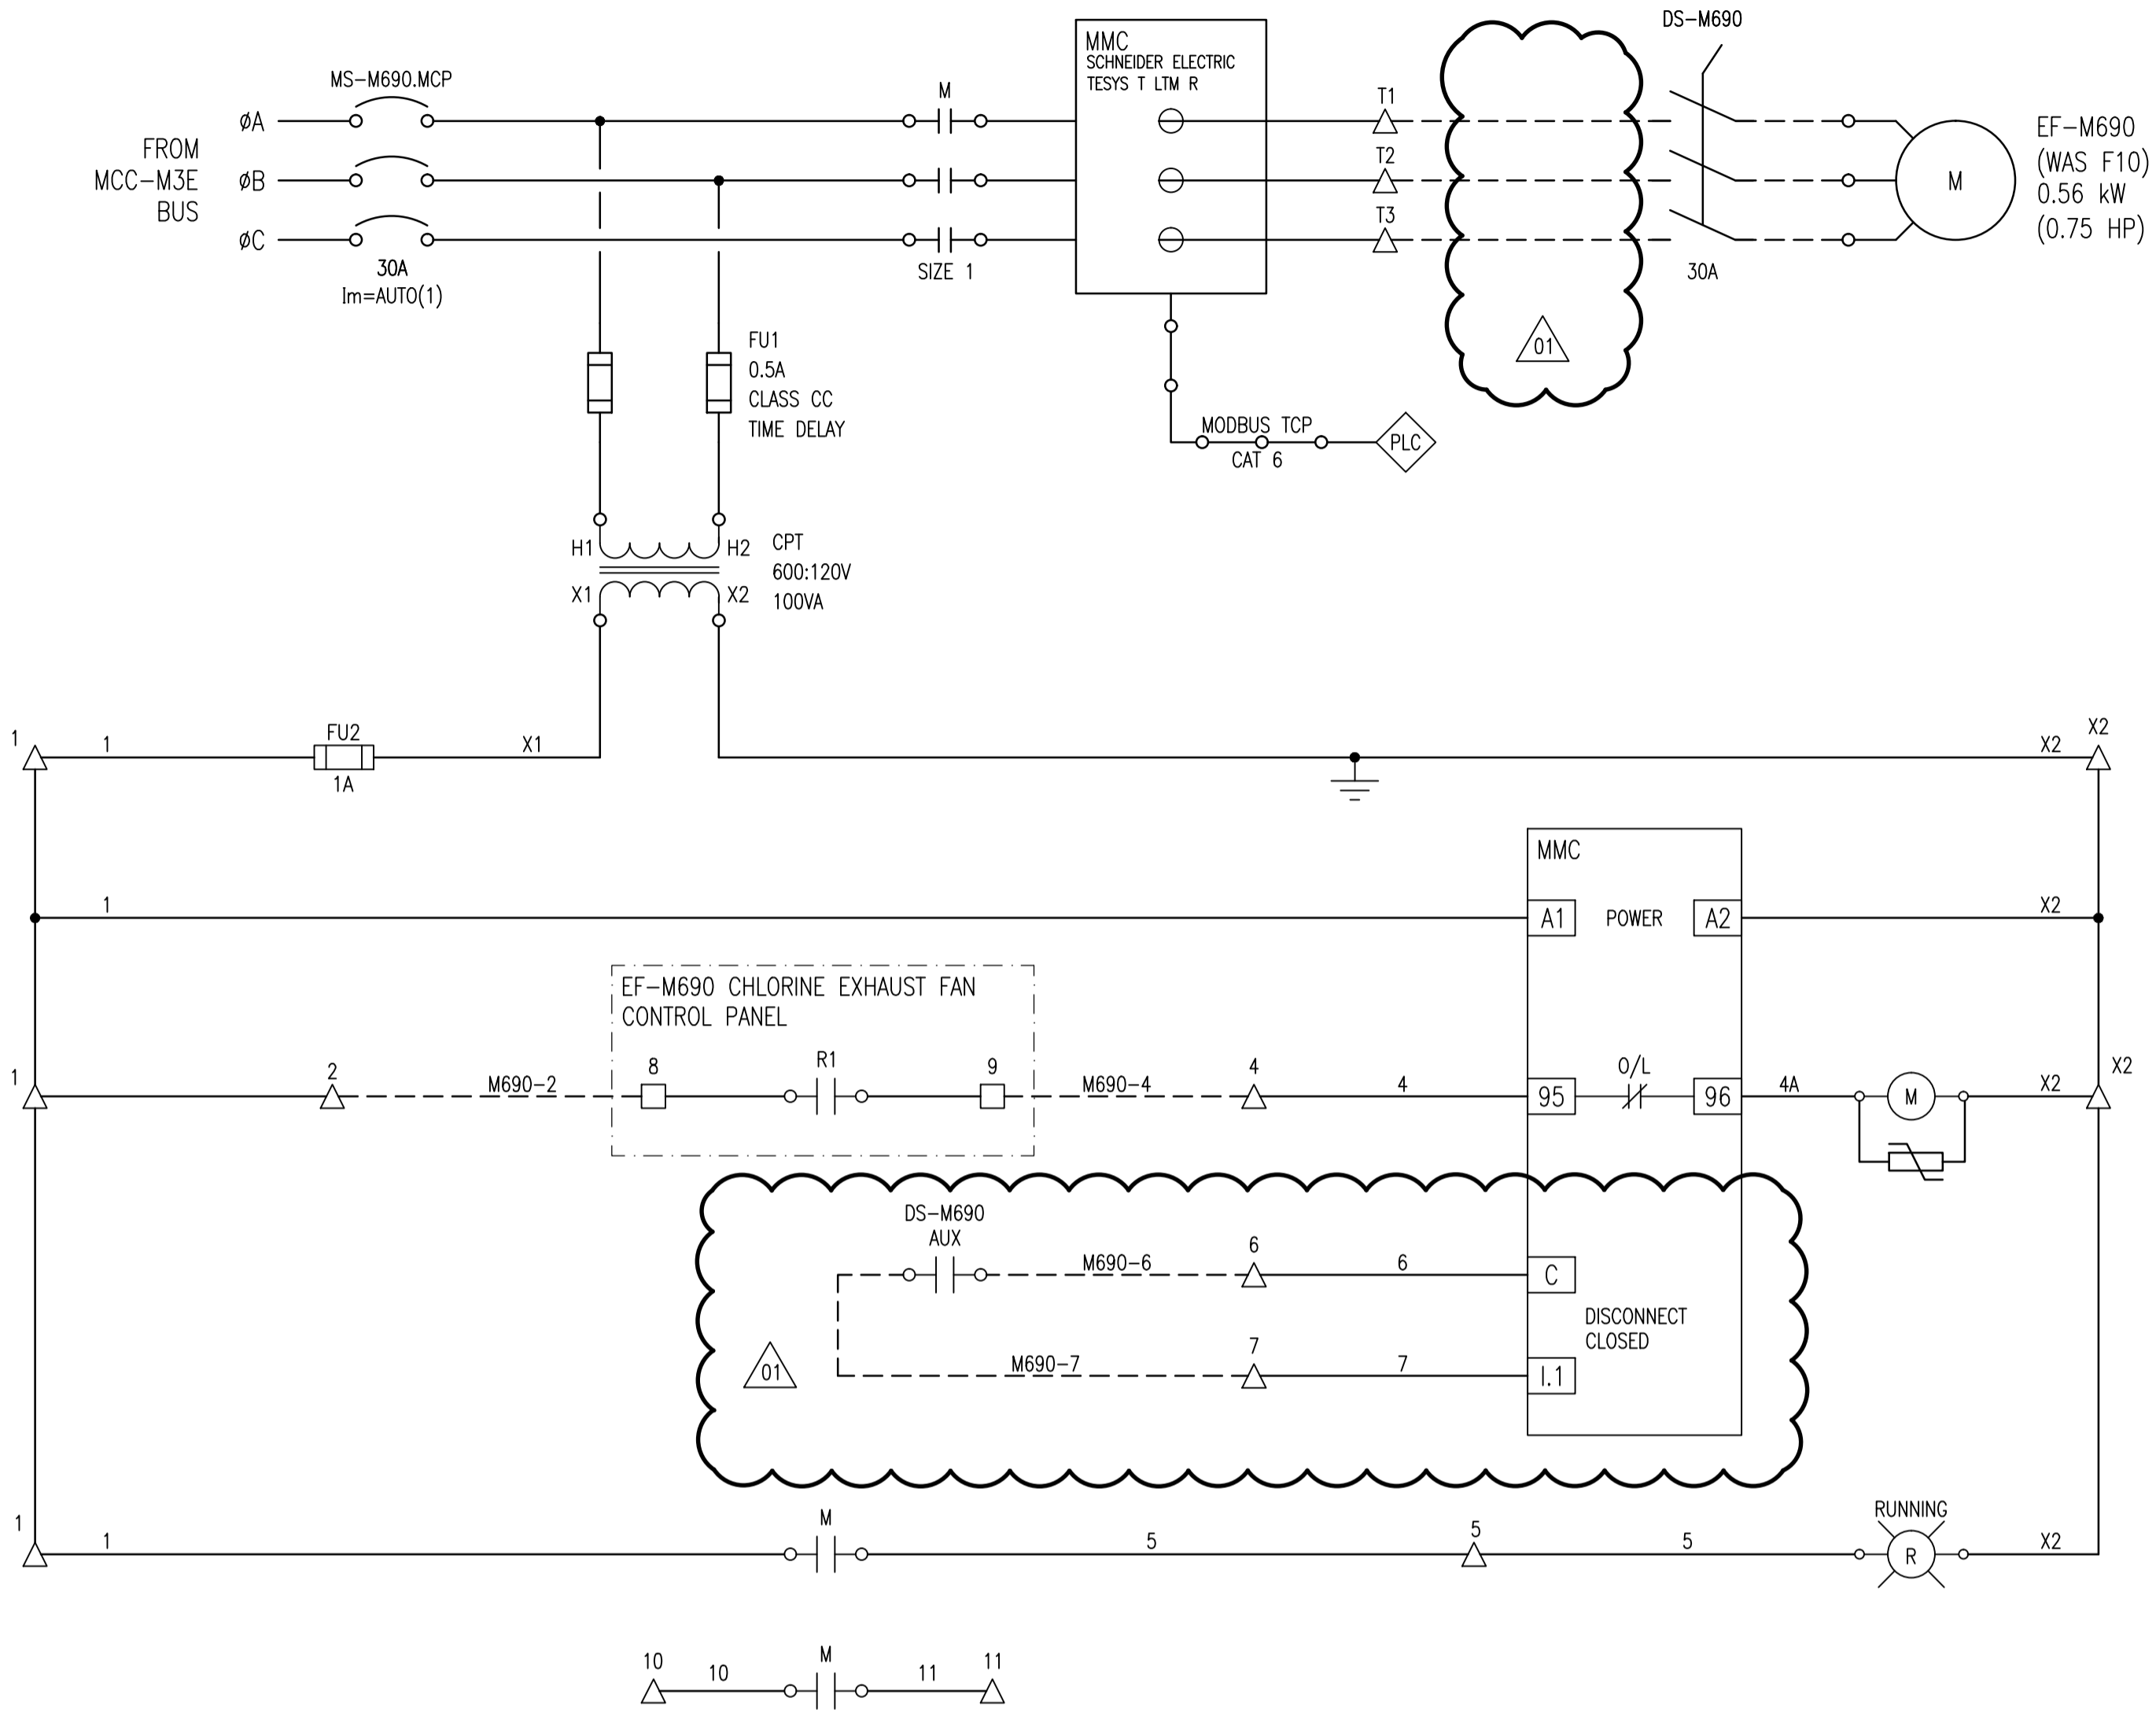 DS-M690
MMC
SCHNEIDER ELECTRIC
TESYS T LTM R
MS-M690.MCP
M
T1
ØA
FROM
MCC-M3E
BUS
T2
ØB
T3
ØC
M
EF-M690
(WAS F10)
0.56 kW
(0.75 HP)
30A
Im=AUTO(1)
SIZE 1
30A
01
FU1
0.5A
CLASS CC
TIME DELAY
MODBUS TCP
CAT 6
PLC
H1
H2
CPT
600:120V
100VA
X1
X2
1
1
FU2
1A
X1
X2
X2
MMC
1
A1
POWER
A2
X2
EF-M690 CHLORINE EXHAUST FAN
CONTROL PANEL
1
2
M690-2
8
R1
9
M690-4
4
4
95
O/L
96
4A
M
X2
X2
DS-M690
AUX
M690-6
6
6
C
DISCONNECT
CLOSED
01
M690-7
7
7
I.1
1
1
M
5
5
5
RUNNING
R
X2
10
10
M
11
11